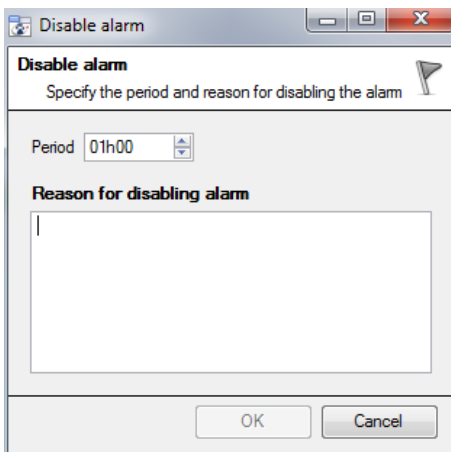 Disable alarm
Disable alarm
Specify the period and reason for disabling the alarm
Period 01h00
Reason for disabling alarm
OK Cancel